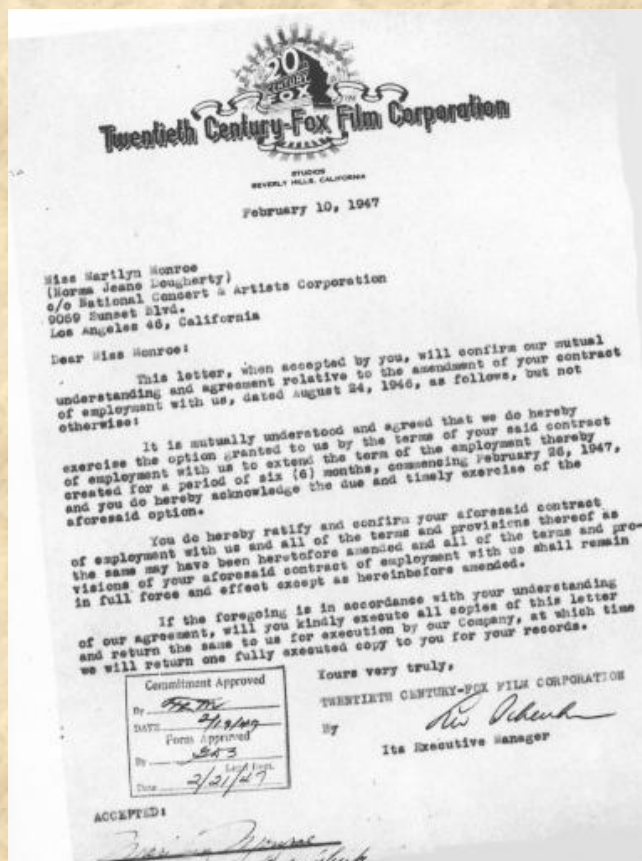 20th
CENTURY
FOX
Twentieth Century-Fox Film Corporation
STUDIOS
BEVERLY HILLS, CALIFORNIA
February 10, 1947
Miss Marilyn Monroe
(Norma Jeane Dougherty)
c/o National Concert & Artists Corporation
9059 Sunset Blvd.
Los Angeles 46, California
Dear Miss Monroe:
This letter, when accepted by you, will confirm our mutual
understanding and agreement relative to the amendment of your contract
of employment with us, dated August 24, 1946, as follows, but not
otherwise:
It is mutually understood and agreed that we do hereby
exercise the option granted to us by the terms of your said contract
of employment with us to extend the term of the employment thereby
created for a period of six (6) months, commencing February 26, 1947,
and you do hereby acknowledge the due and timely exercise of the
aforesaid option.
You do hereby ratify and confirm your aforesaid contract
of employment with us and all of the terms and provisions thereof as
the same may have been heretofore amended and all of the terms and pro-
visions of your aforesaid contract of employment with us shall remain
in full force and effect except as hereinbefore amended.
If the foregoing is in accordance with your understanding
of our agreement, will you kindly execute all copies of this letter
and return the same to us for execution by our Company, at which time
we will return one fully executed copy to you for your records.
Yours very truly,
TWENTIETH CENTURY-FOX FILM CORPORATION
By
Its Executive Manager
Commitment Approved
By
DATE 2/19/47
Form Approved
By
Legal Dept.
Date 2/21/47
ACCEPTED: